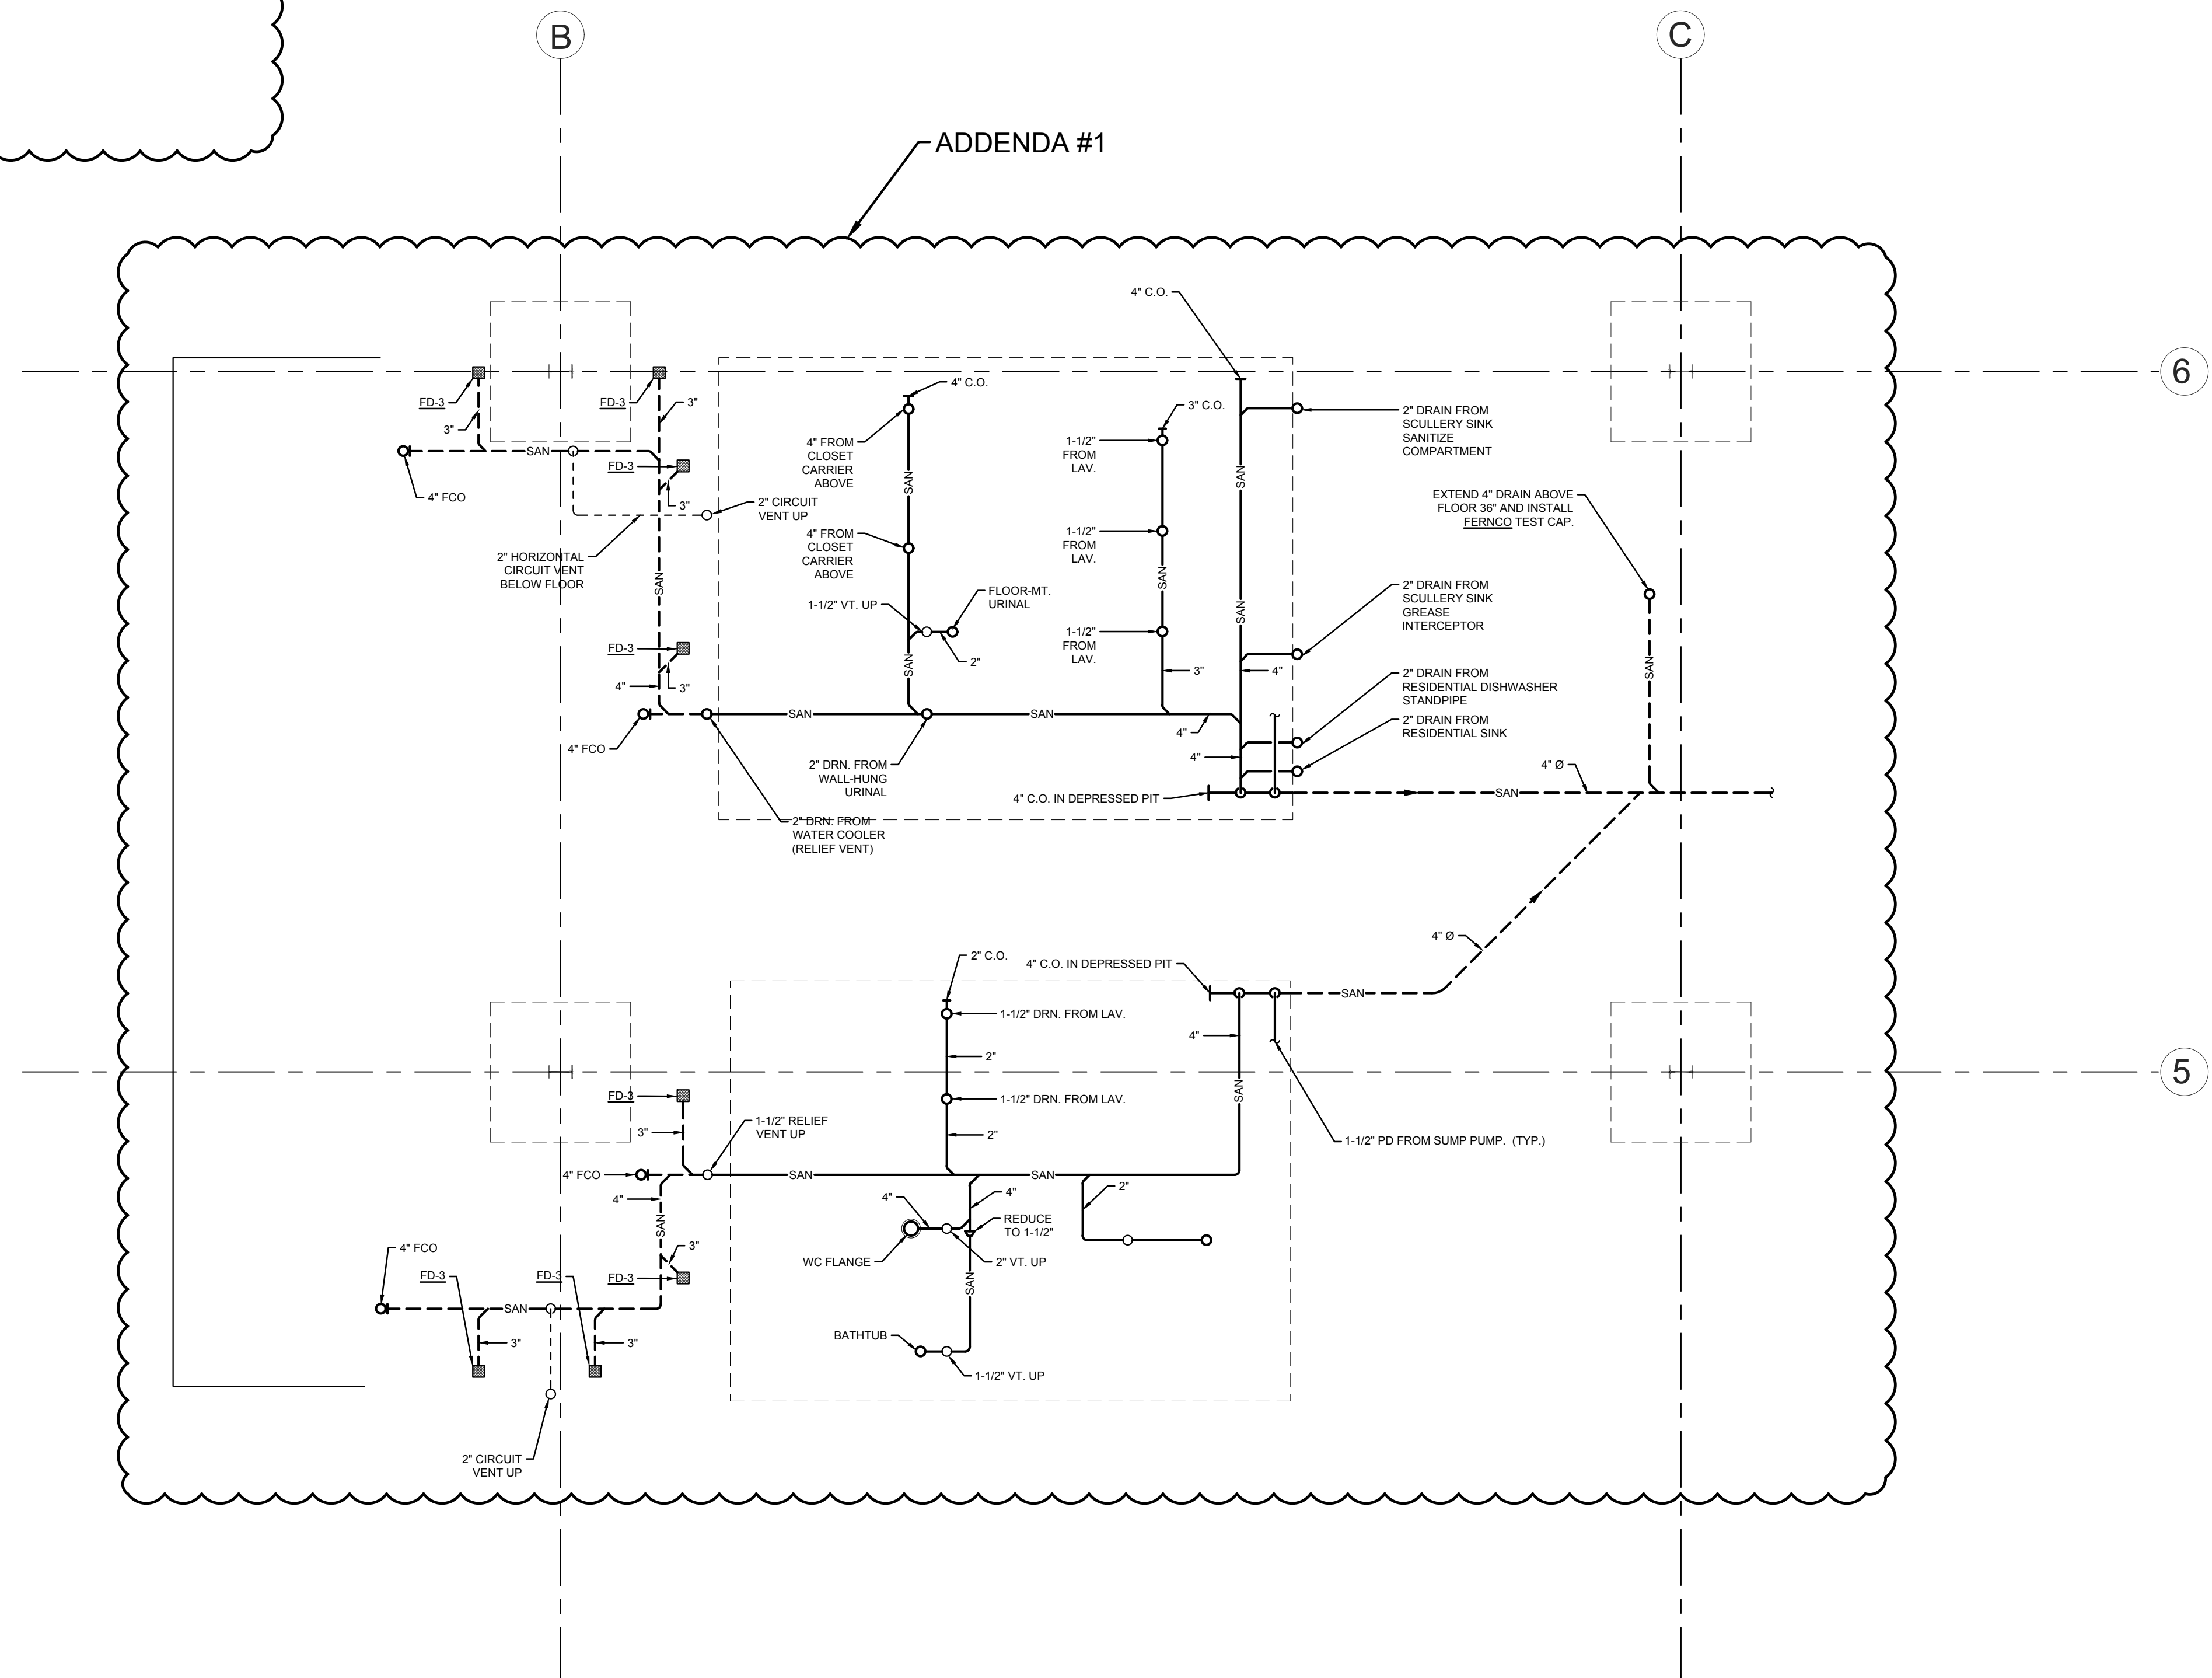 B
C
ADDENDA #1
6
5
4" C.O.
4" C.O.
3" C.O.
FD-3
3"
FD-3
3"
SAN
4" FCO
FD-3
3"
2" CIRCUIT
VENT UP
2" HORIZONTAL
CIRCUIT VENT
BELOW FLOOR
SAN
FD-3
3"
4"
4" FCO
4" FROM
CLOSET
CARRIER
ABOVE
SAN
4" FROM
CLOSET
CARRIER
ABOVE
1-1/2" VT. UP
FLOOR-MT.
URINAL
2"
SAN
1-1/2"
FROM
LAV.
1-1/2"
FROM
LAV.
SAN
1-1/2"
FROM
LAV.
3"
SAN
SAN
4"
2" DRAIN FROM
SCULLERY SINK
SANITIZE
COMPARTMENT
EXTEND 4" DRAIN ABOVE
FLOOR 36" AND INSTALL
FERNCO TEST CAP.
2" DRAIN FROM
SCULLERY SINK
GREASE
INTERCEPTOR
2" DRAIN FROM
RESIDENTIAL DISHWASHER
STANDPIPE
2" DRAIN FROM
RESIDENTIAL SINK
SAN
SAN
SAN
4"
4"
2" DRN. FROM
WALL-HUNG
URINAL
4" C.O. IN DEPRESSED PIT
2" DRN. FROM
WATER COOLER
(RELIEF VENT)
4" Ø
SAN
4" Ø
2" C.O.
4" C.O. IN DEPRESSED PIT
SAN
1-1/2" DRN. FROM LAV.
4"
2"
SAN
FD-3
1-1/2" DRN. FROM LAV.
3"
1-1/2" RELIEF
VENT UP
2"
1-1/2" PD FROM SUMP PUMP.  (TYP.)
4" FCO
SAN
SAN
4"
4"
4"
2"
SAN
REDUCE
TO 1-1/2"
3"
WC FLANGE
2" VT. UP
4" FCO
FD-3
FD-3
FD-3
SAN
SAN
3"
3"
BATHTUB
1-1/2" VT. UP
2" CIRCUIT
VENT UP